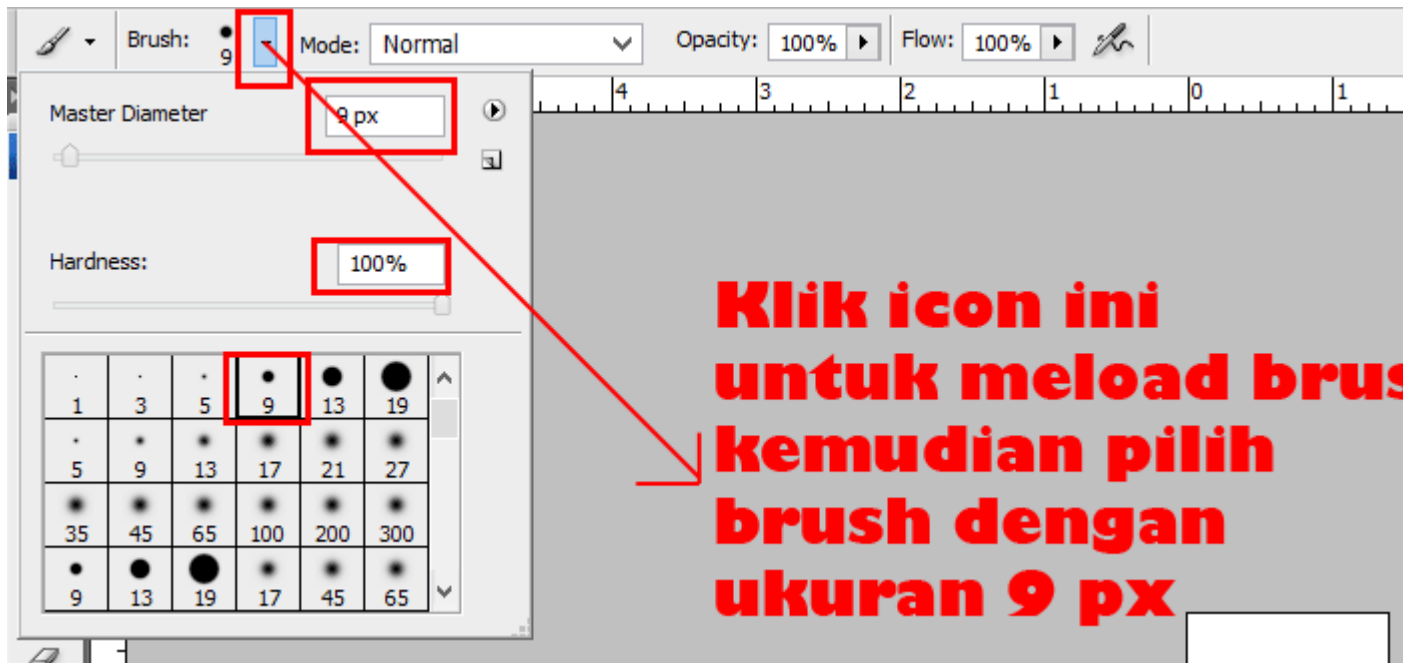 Brush: 9 Mode: Normal Opacity: 100% Flow: 100%
Master Diameter 9 px
4 3 2 1 0 1
Hardness: 100%
1 3 5 9 13 19
5 9 13 17 21 27
35 45 65 100 200 300
9 13 19 17 45 65
Klik icon ini
untuk meload brus
kemudian pilih
brush dengan
ukuran 9 px